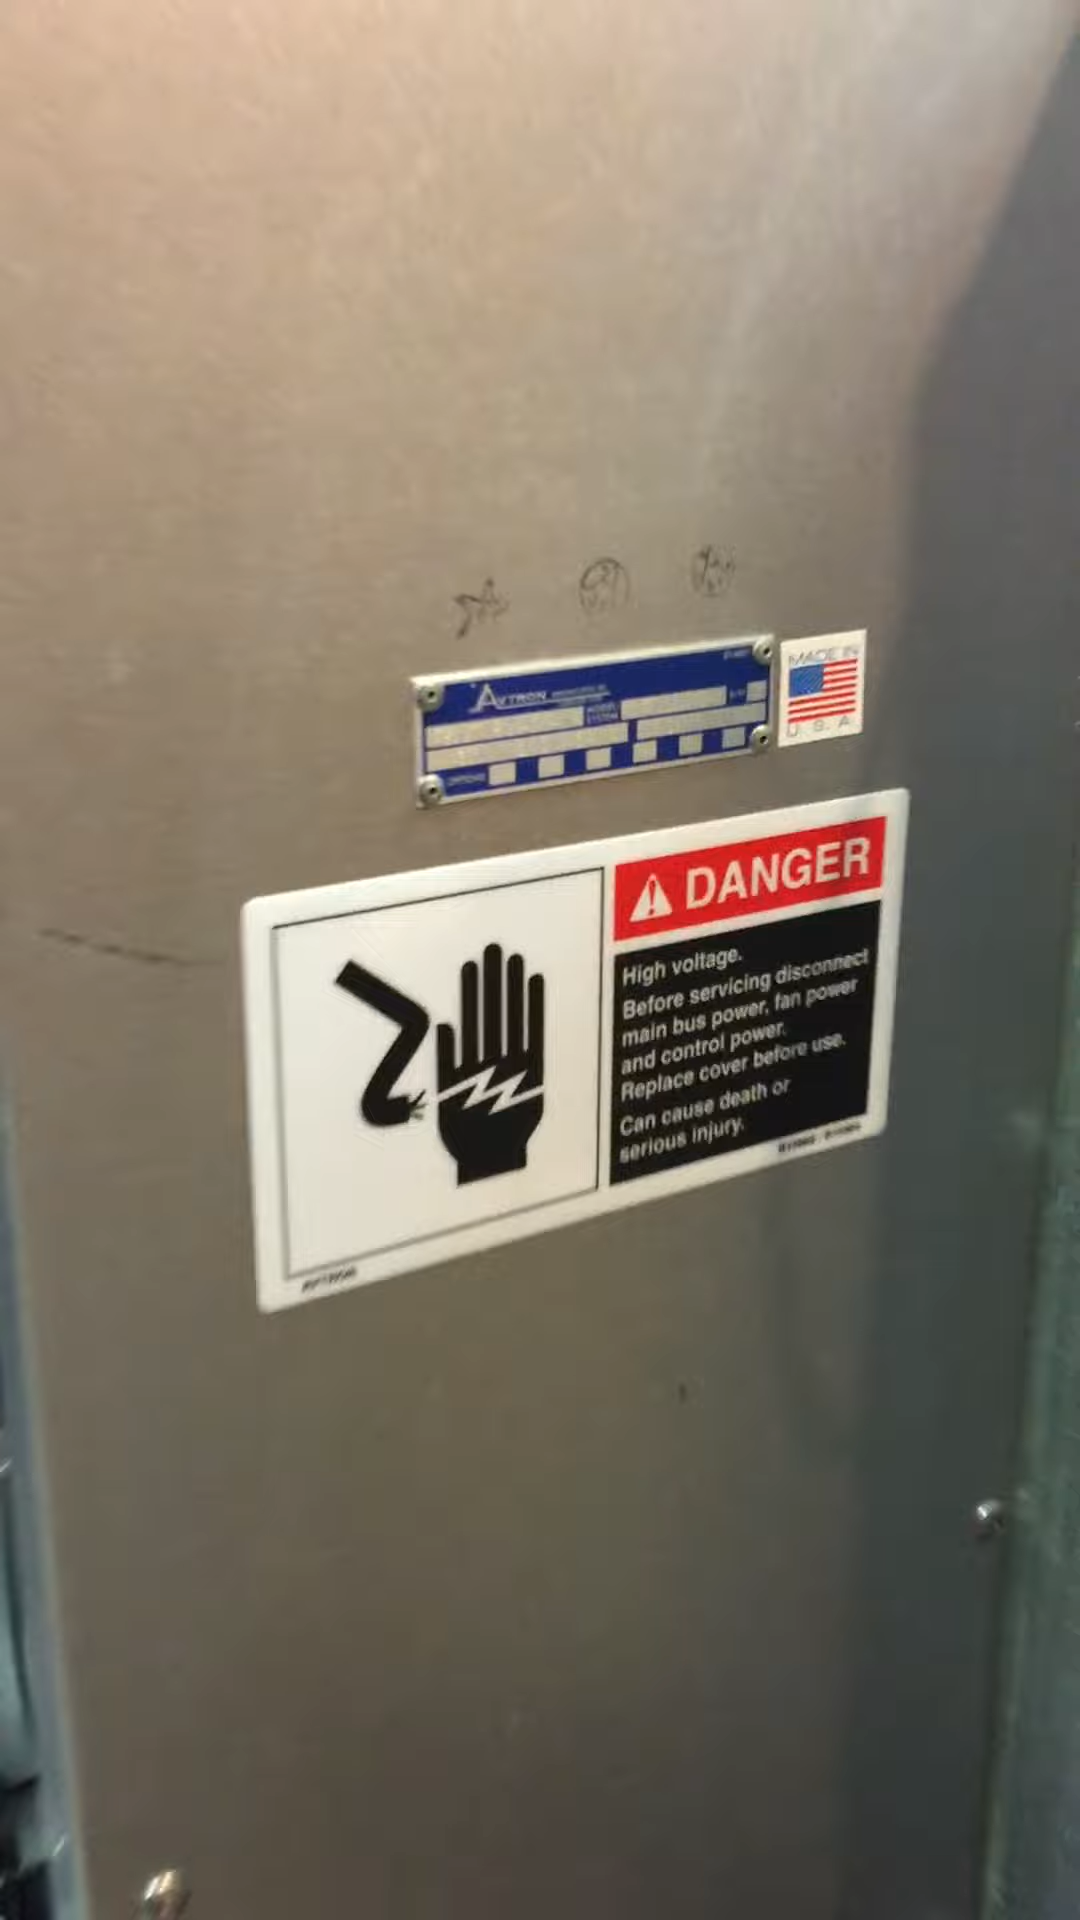 AVTRON
MADE IN
U. S. A.
DANGER
High voltage.
Before servicing disconnect
main bus power, fan power
and control power.
Replace cover before use.
Can cause death or
serious injury.